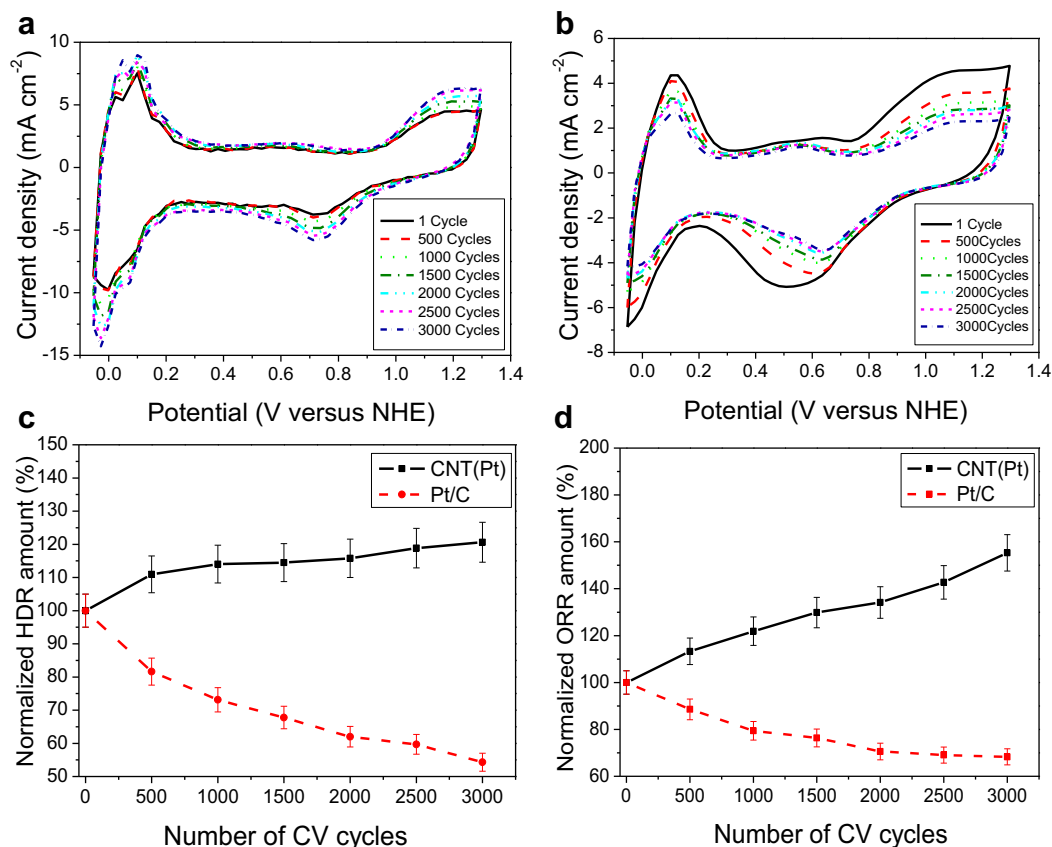 a
10
5
0
-5
-10
-15
0.0 0.2 0.4 0.6 0.8 1.0 1.2 1.4
Current density (mA cm-2)
Potential (V versus NHE)
1 Cycle
500 Cycles
1000 Cycles
1500 Cycles
2000 Cycles
2500 Cycles
3000 Cycles
b
6
4
2
0
-2
-4
-6
-8
0.0 0.2 0.4 0.6 0.8 1.0 1.2 1.4
Current density (mA cm-2)
Potential (V versus NHE)
1 Cycle
500Cycles
1000Cycles
1500Cycles
2000Cycles
2500Cycles
3000Cycles
c
150
140
130
120
110
100
90
80
70
60
50
0 500 1000 1500 2000 2500 3000
Normalized HDR amount (%)
Number of CV cycles
CNT(Pt)
Pt/C
d
200
180
160
140
120
100
80
60
0 500 1000 1500 2000 2500 3000
Normalized ORR amount (%)
Number of CV cycles
CNT(Pt)
Pt/C